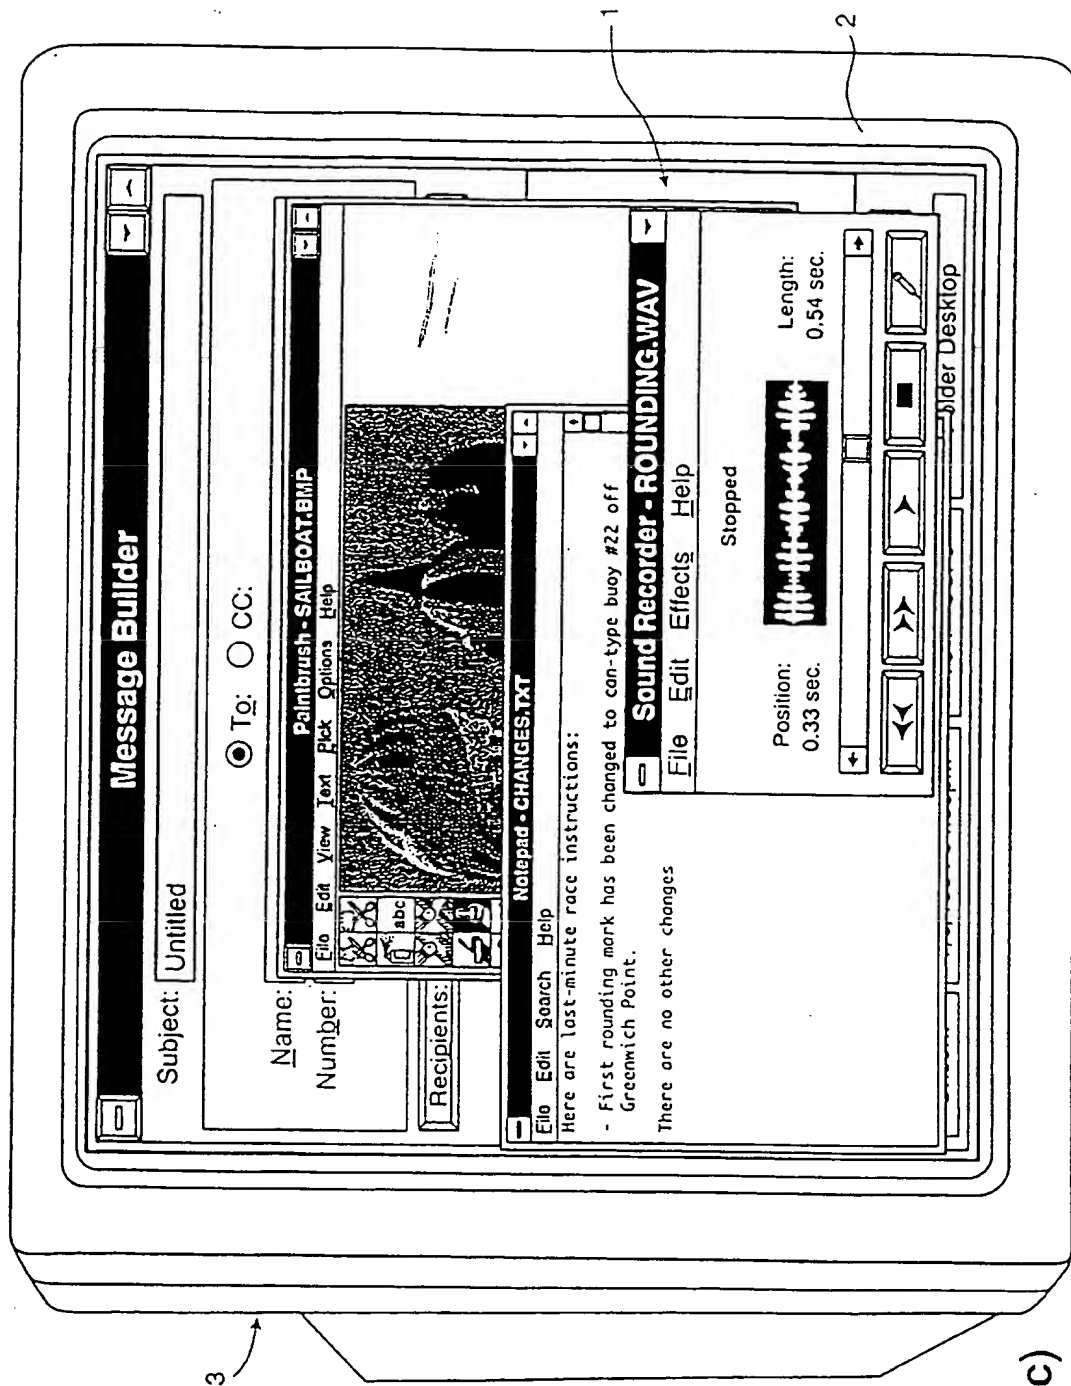 Message Builder
Subject: Untitled
To: CC:
Name:
Number:
Recipients:
Paintbrush - SAILBOAT.BMP
File Edit View Text Pick Options Help
abc
Notepad - CHANGES.TXT
File Edit Search Help
Here are last-minute race instructions:
- First rounding mark has been changed to can-type buoy #22 off
Greenwich Point.
There are no other changes
Sound Recorder - ROUNDING.WAV
File Edit Effects Help
Stopped
Position: Length:
0.33 sec. 0.54 sec.
Desktop
1
2
3
c)